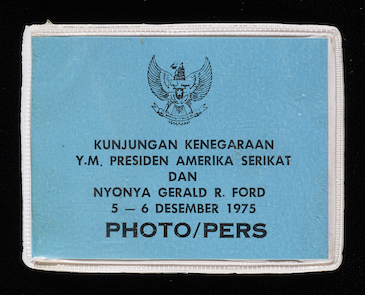 KUNJUNGAN KENEGARAAN
Y.M. PRESIDEN AMERIKA SERIKAT
DAN
NYONYA GERALD R. FORD
5 — 6 DESEMBER 1975
PHOTO/PERS